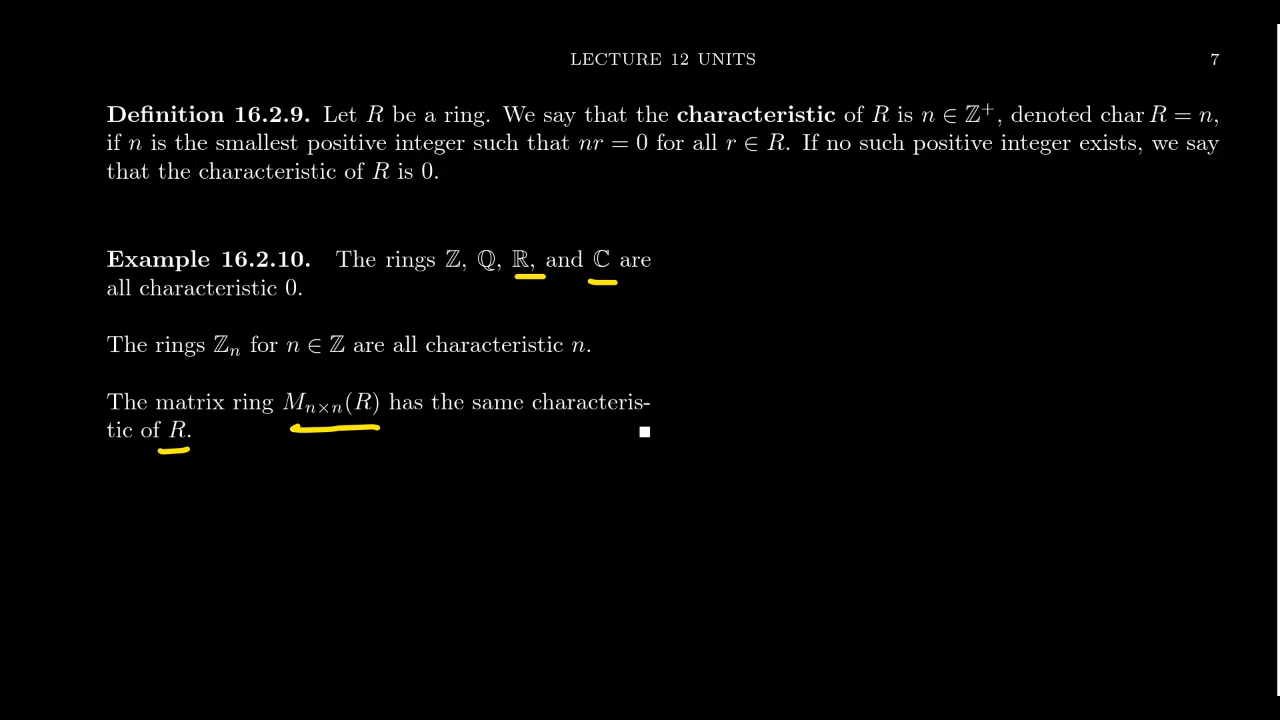 LECTURE 12 UNITS 7
Definition 16.2.9. Let R be a ring. We say that the characteristic of R is n ∈ ℤ⁺, denoted char R = n,
if n is the smallest positive integer such that nr = 0 for all r ∈ R. If no such positive integer exists, we say
that the characteristic of R is 0.
Example 16.2.10. The rings ℤ, ℚ, ℝ, and ℂ are
all characteristic 0.
The rings ℤₙ for n ∈ ℤ are all characteristic n.
The matrix ring Mₙ×ₙ(R) has the same characteris-
tic of R.